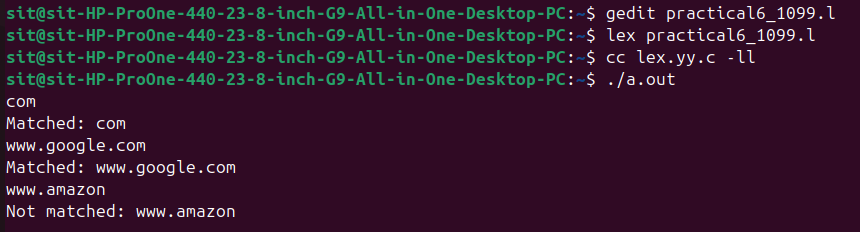 sit@sit-HP-ProOne-440-23-8-inch-G9-All-in-One-Desktop-PC:~$ gedit practical6_1099.l
sit@sit-HP-ProOne-440-23-8-inch-G9-All-in-One-Desktop-PC:~$ lex practical6_1099.l
sit@sit-HP-ProOne-440-23-8-inch-G9-All-in-One-Desktop-PC:~$ cc lex.yy.c -ll
sit@sit-HP-ProOne-440-23-8-inch-G9-All-in-One-Desktop-PC:~$ ./a.out
com
Matched: com
www.google.com
Matched: www.google.com
www.amazon
Not matched: www.amazon